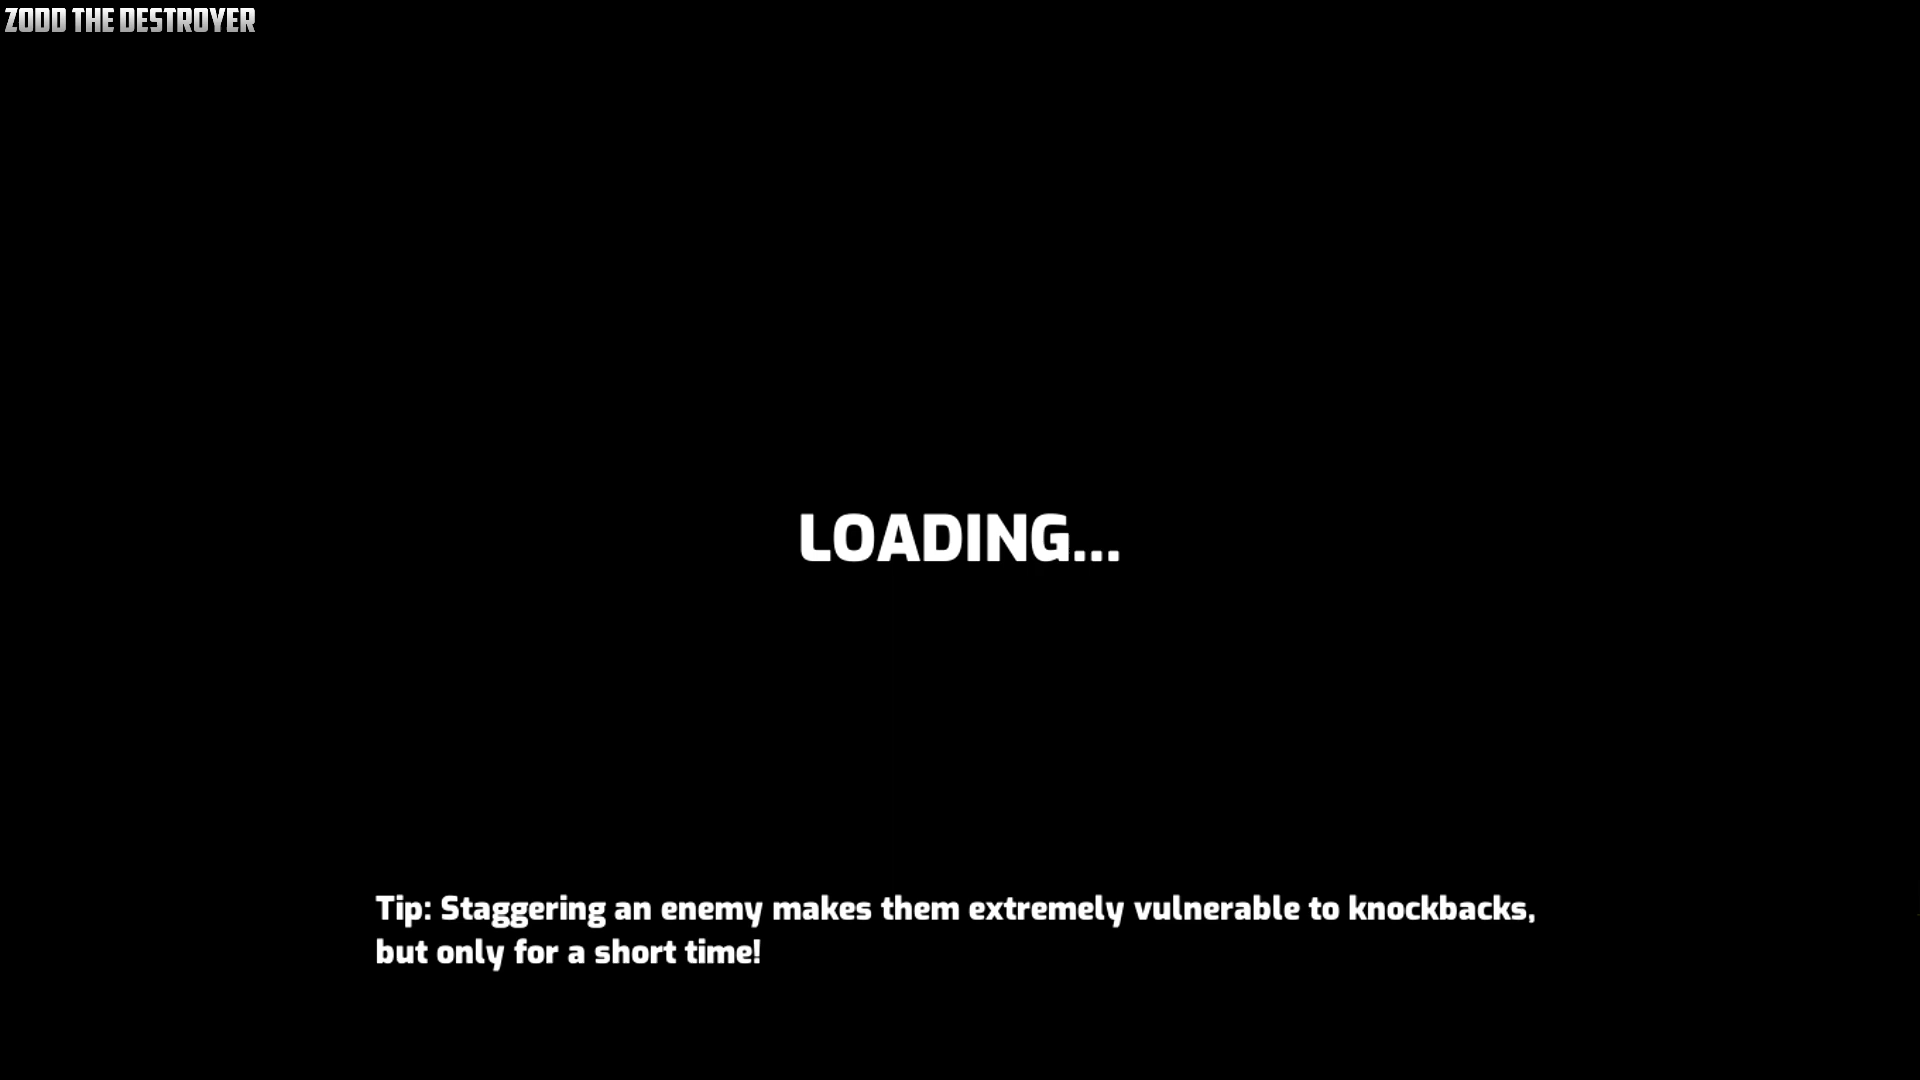 ZODD THE DESTROYER
LOADING...
Tip: Staggering an enemy makes them extremely vulnerable to knockbacks,
but only for a short time!